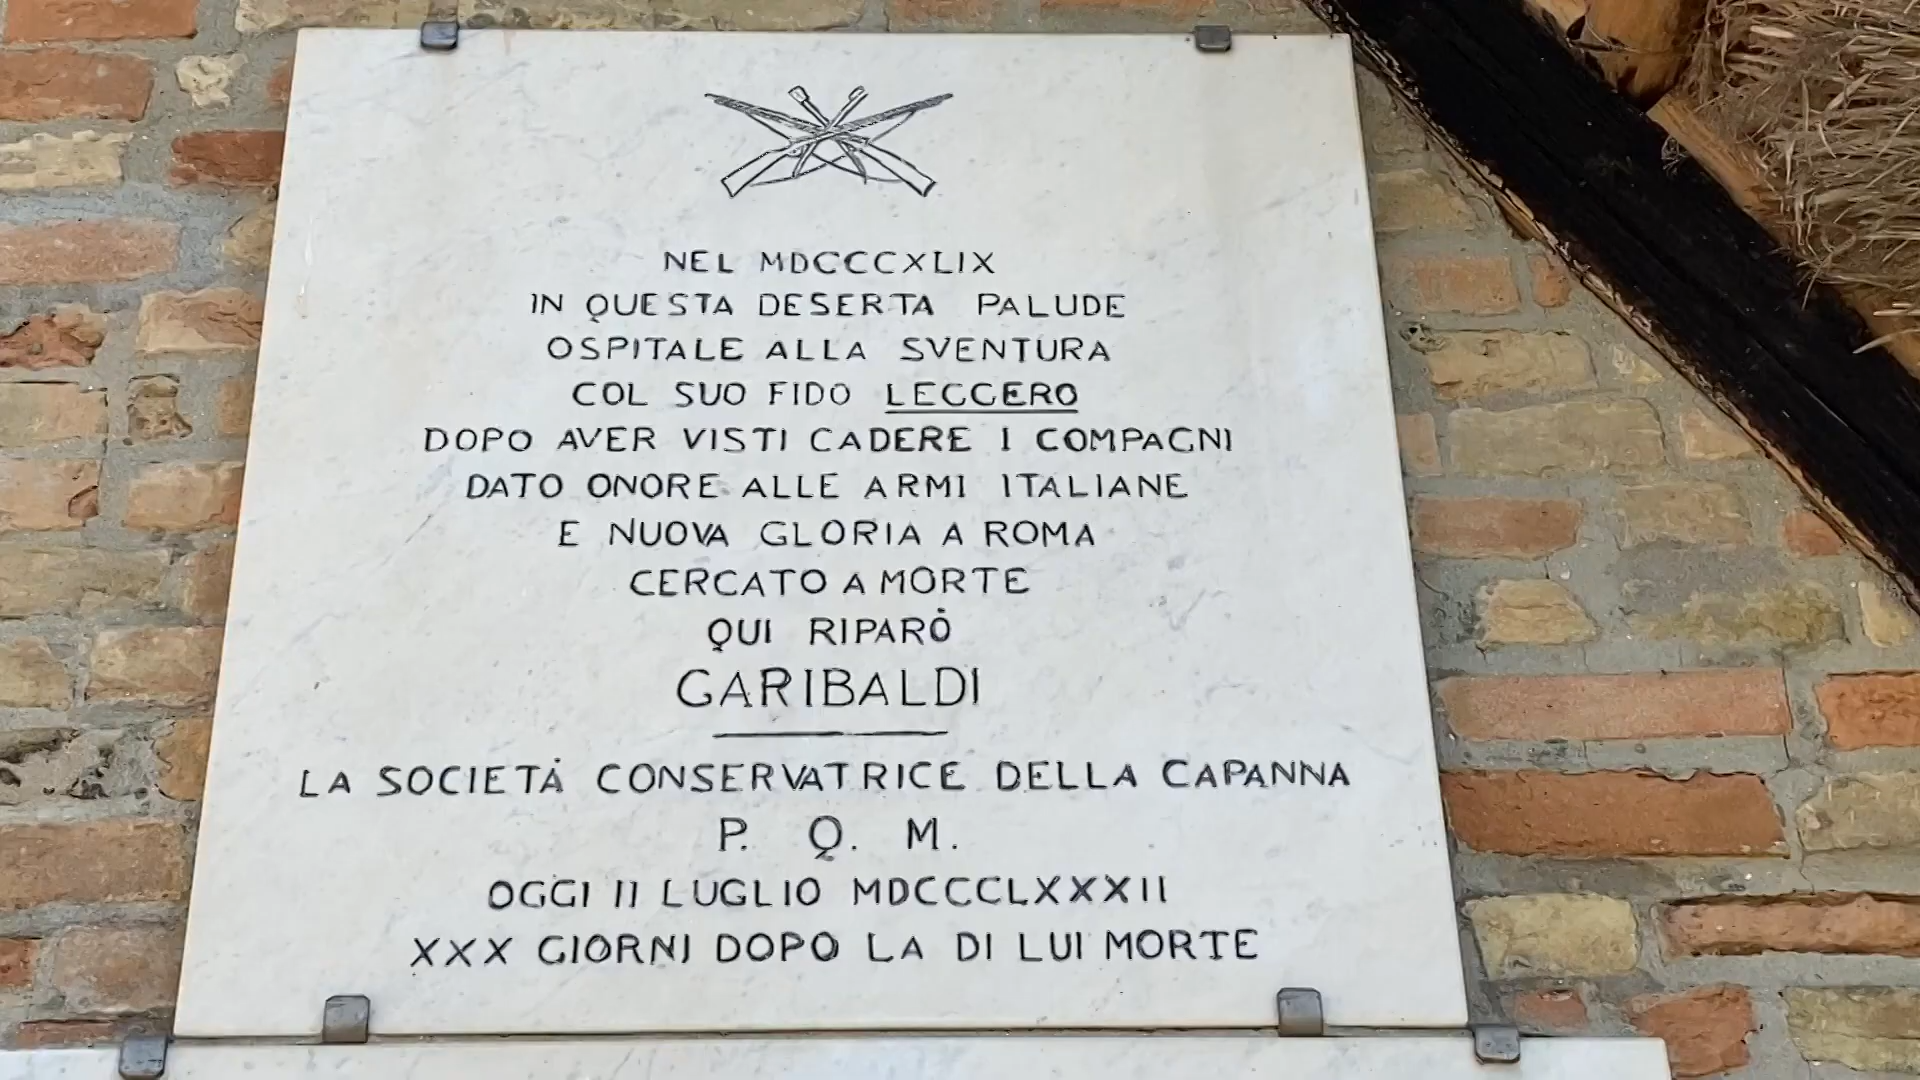 NEL MDCCCXLIX
IN QUESTA DESERTA PALUDE
OSPITALE ALLA SVENTURA
COL SUO FIDO LEGGERO
DOPO AVER VISTI CADERE I COMPAGNI
DATO ONORE ALLE ARMI ITALIANE
E NUOVA GLORIA A ROMA
CERCATO A MORTE
QUI RIPARÒ
GARIBALDI
LA SOCIETÀ CONSERVATRICE DELLA CAPANNA
P. Q. M.
OGGI II LUGLIO MDCCCLXXXII
XXX GIORNI DOPO LA DI LUI MORTE